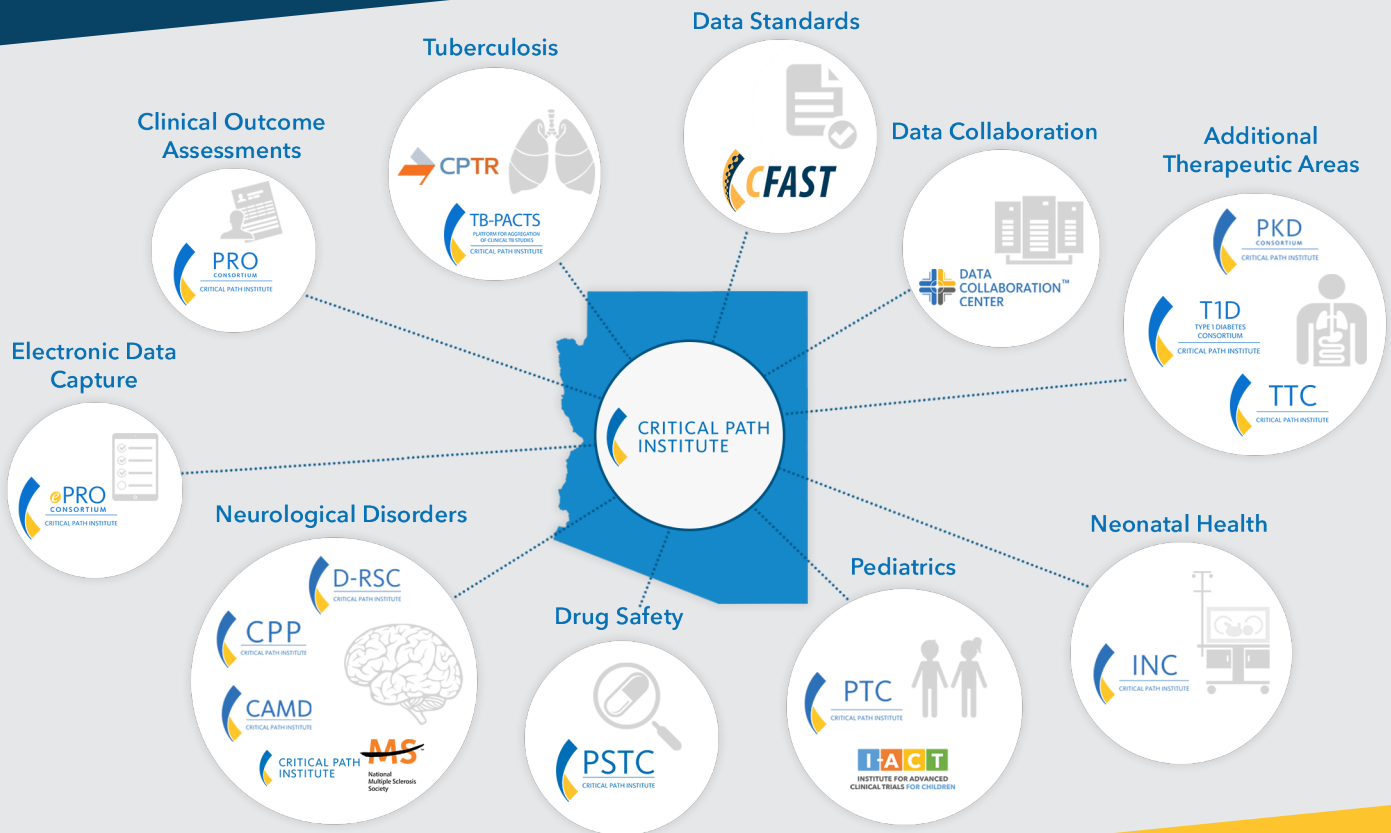 Data Standards
CFAST
Tuberculosis
CPTR
TB-PACTS
PLATFORM FOR AGGREGATION
OF CLINICAL TB STUDIES
CRITICAL PATH INSTITUTE
Clinical Outcome
Assessments
PRO
CONSORTIUM
CRITICAL PATH INSTITUTE
Data Collaboration
DATA
COLLABORATION™
CENTER
Additional
Therapeutic Areas
PKD
CONSORTIUM
CRITICAL PATH INSTITUTE
T1D
TYPE 1 DIABETES
CONSORTIUM
CRITICAL PATH INSTITUTE
TTC
CRITICAL PATH INSTITUTE
Electronic Data
Capture
ePRO
CONSORTIUM
CRITICAL PATH INSTITUTE
CRITICAL PATH
INSTITUTE
Neurological Disorders
D-RSC
CRITICAL PATH INSTITUTE
CPP
CRITICAL PATH INSTITUTE
CAMD
CRITICAL PATH INSTITUTE
CRITICAL PATH
INSTITUTE
MS™
National
Multiple Sclerosis
Society
Drug Safety
PSTC
CRITICAL PATH INSTITUTE
Pediatrics
PTC
CRITICAL PATH INSTITUTE
I-ACT
INSTITUTE FOR ADVANCED
CLINICAL TRIALS FOR CHILDREN
Neonatal Health
INC
CRITICAL PATH INSTITUTE